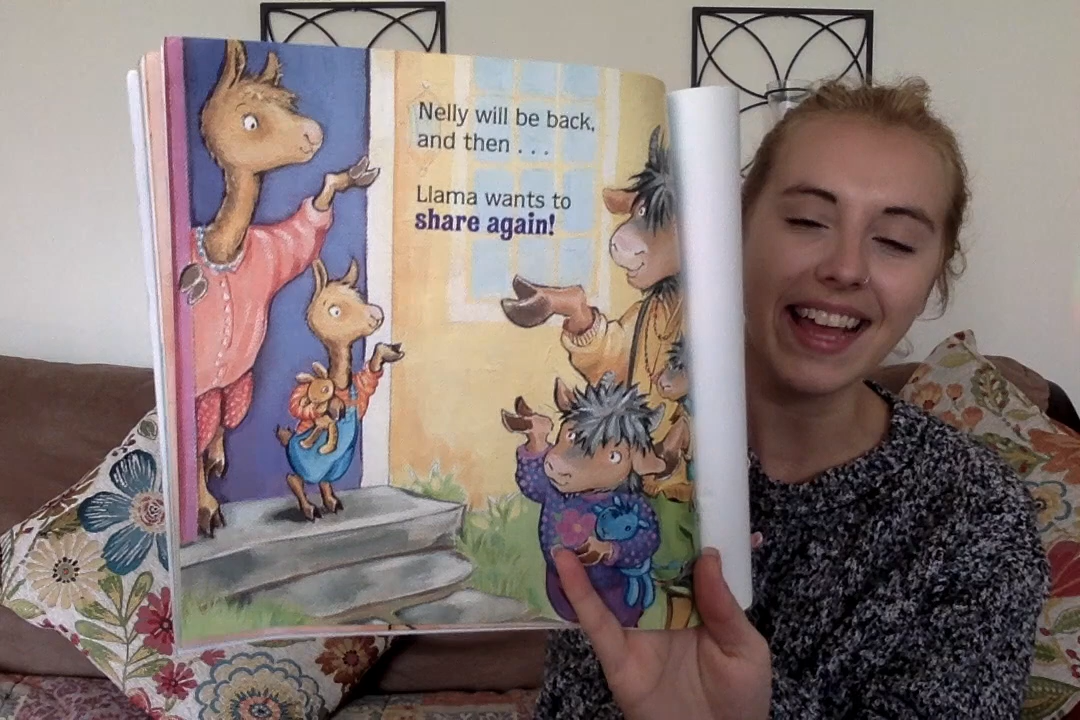 Nelly will be back,
and then . . .
Llama wants to
share again!